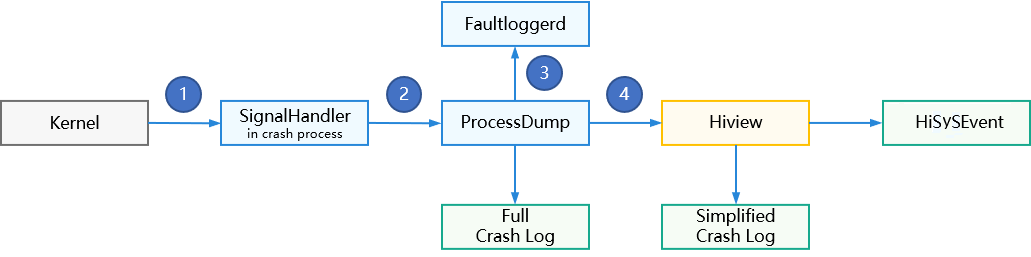 Faultloggerd
1
2
3
4
Kernel
SignalHandler
in crash process
ProcessDump
Hiview
HiSySEvent
Full
Crash Log
Simplified
Crash Log